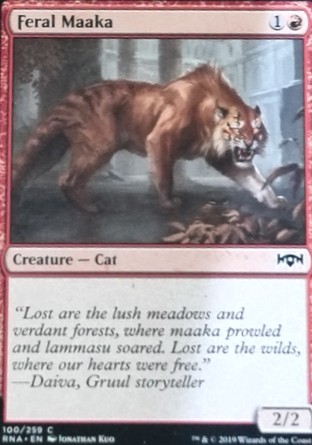 Feral Maaka 1
Creature — Cat
“Lost are the lush meadows and
verdant forests, where maaka prowled
and lammasu soared. Lost are the wilds,
where our hearts were free.”
—Daiva, Gruul storyteller
2/2
100/259 C
RNA • EN Jonathan Kuo
™ & © 2019 Wizards of the Coast